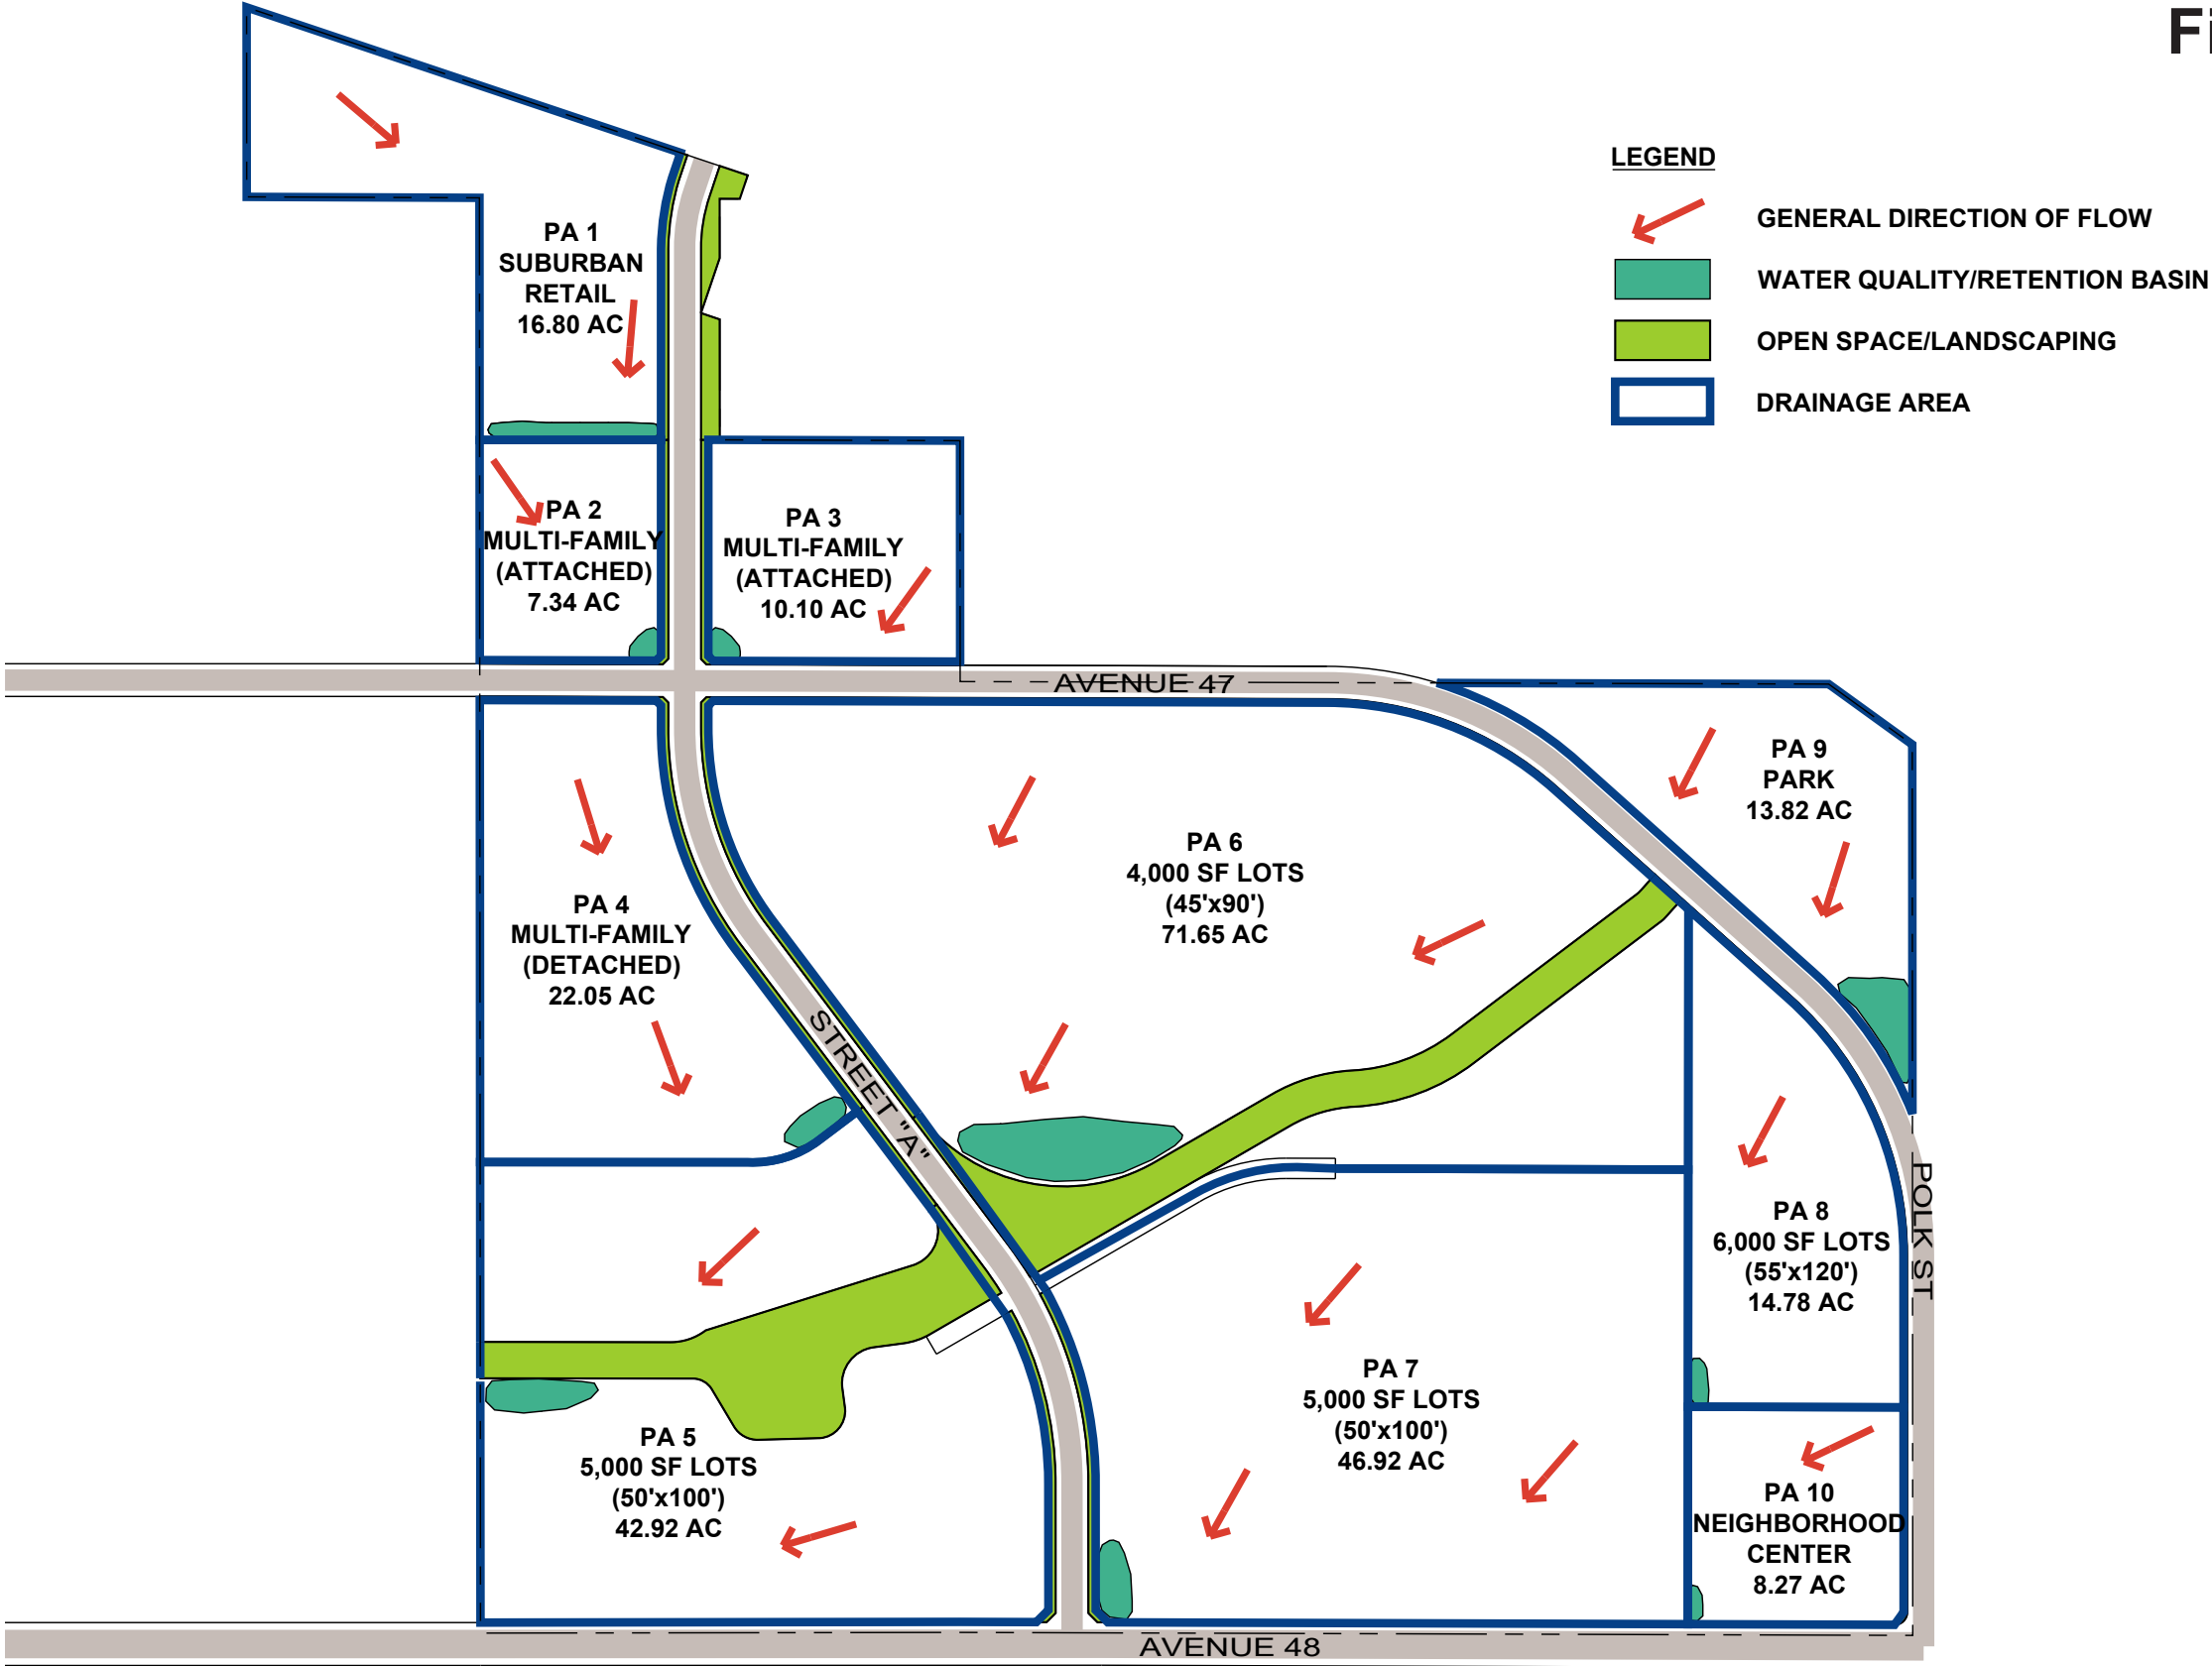 Fi
LEGEND
GENERAL DIRECTION OF FLOW
WATER QUALITY/RETENTION BASIN
OPEN SPACE/LANDSCAPING
DRAINAGE AREA
PA 1
SUBURBAN
RETAIL
16.80 AC
PA 2
MULTI-FAMILY
(ATTACHED)
7.34 AC
PA 3
MULTI-FAMILY
(ATTACHED)
10.10 AC
AVENUE 47
PA 9
PARK
13.82 AC
PA 6
4,000 SF LOTS
(45'x90')
71.65 AC
PA 4
MULTI-FAMILY
(DETACHED)
22.05 AC
STREET "A"
POLK ST
PA 8
6,000 SF LOTS
(55'x120')
14.78 AC
PA 7
5,000 SF LOTS
(50'x100')
46.92 AC
PA 5
5,000 SF LOTS
(50'x100')
42.92 AC
PA 10
NEIGHBORHOOD
CENTER
8.27 AC
AVENUE 48